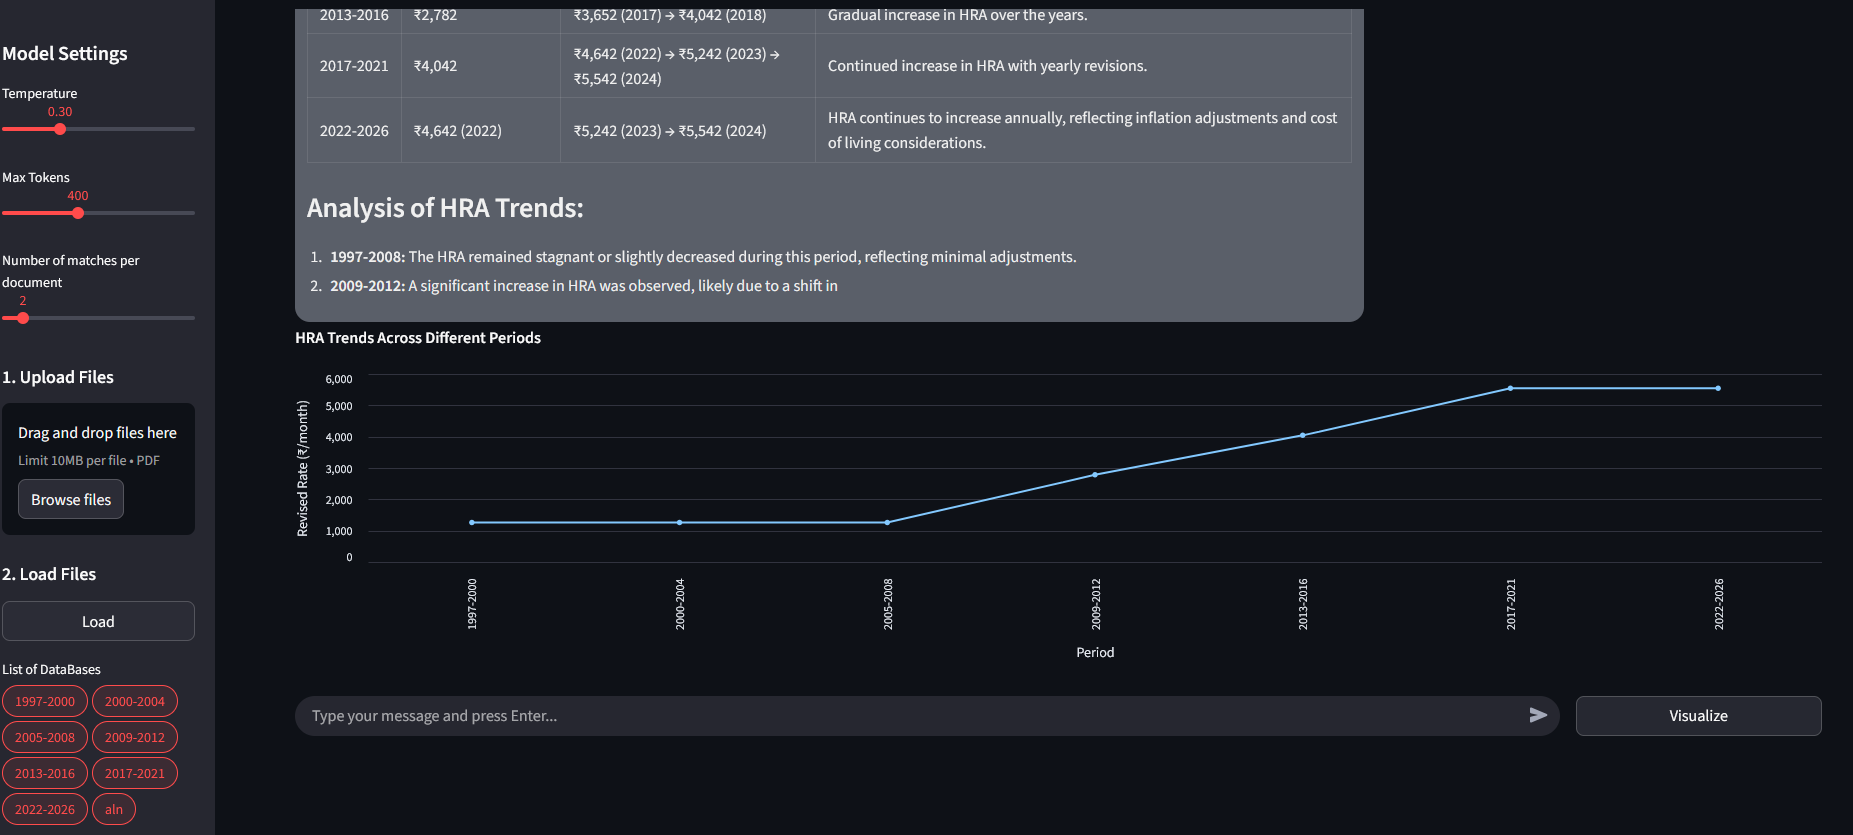 Model Settings
Temperature
0.30
Max Tokens
400
Number of matches per
document
2
1. Upload Files
Drag and drop files here
Limit 10MB per file • PDF
Browse files
2. Load Files
Load
List of DataBases
1997-2000
2000-2004
2005-2008
2009-2012
2013-2016
2017-2021
2022-2026
aln
2013-2016 ₹2,782 ₹3,652 (2017) → ₹4,042 (2018) Gradual increase in HRA over the years.
2017-2021 ₹4,042 ₹4,642 (2022) → ₹5,242 (2023) →
₹5,542 (2024) Continued increase in HRA with yearly revisions.
2022-2026 ₹4,642 (2022) ₹5,242 (2023) → ₹5,542 (2024) HRA continues to increase annually, reflecting inflation adjustments and cost
of living considerations.
Analysis of HRA Trends:
1. 1997-2008: The HRA remained stagnant or slightly decreased during this period, reflecting minimal adjustments.
2. 2009-2012: A significant increase in HRA was observed, likely due to a shift in
HRA Trends Across Different Periods
Revised Rate (₹/month)
6,000
5,000
4,000
3,000
2,000
1,000
0
1997-2000
2000-2004
2005-2008
2009-2012
2013-2016
2017-2021
2022-2026
Period
Type your message and press Enter...
Visualize